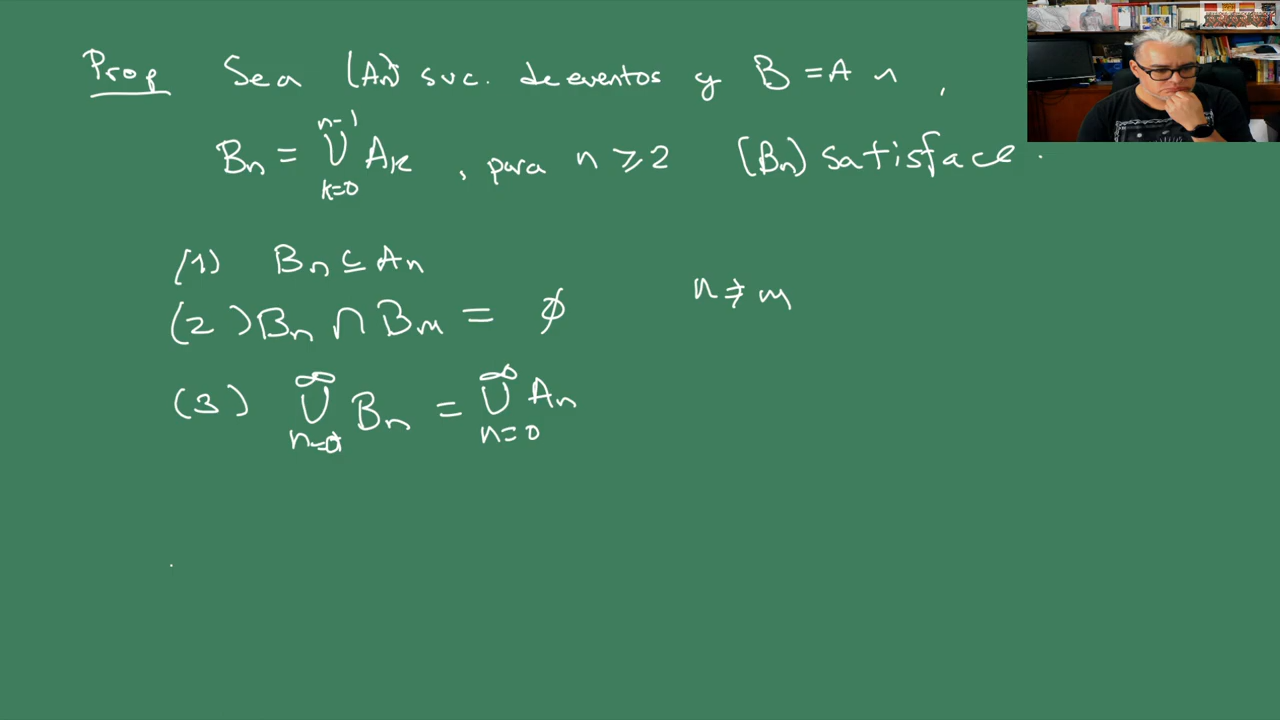 Prop Sea (An) suc. de eventos y B = A n ,
Bn = ⋃_{k=0}^{n-1} Ak , para n ≥ 2 (Bn) satisface .
(1) Bn ⊆ An
(2) Bn ∩ Bm = ∅ n ≠ m
(3) ⋃_{n=0}^{∞} Bn = ⋃_{n=0}^{∞} An